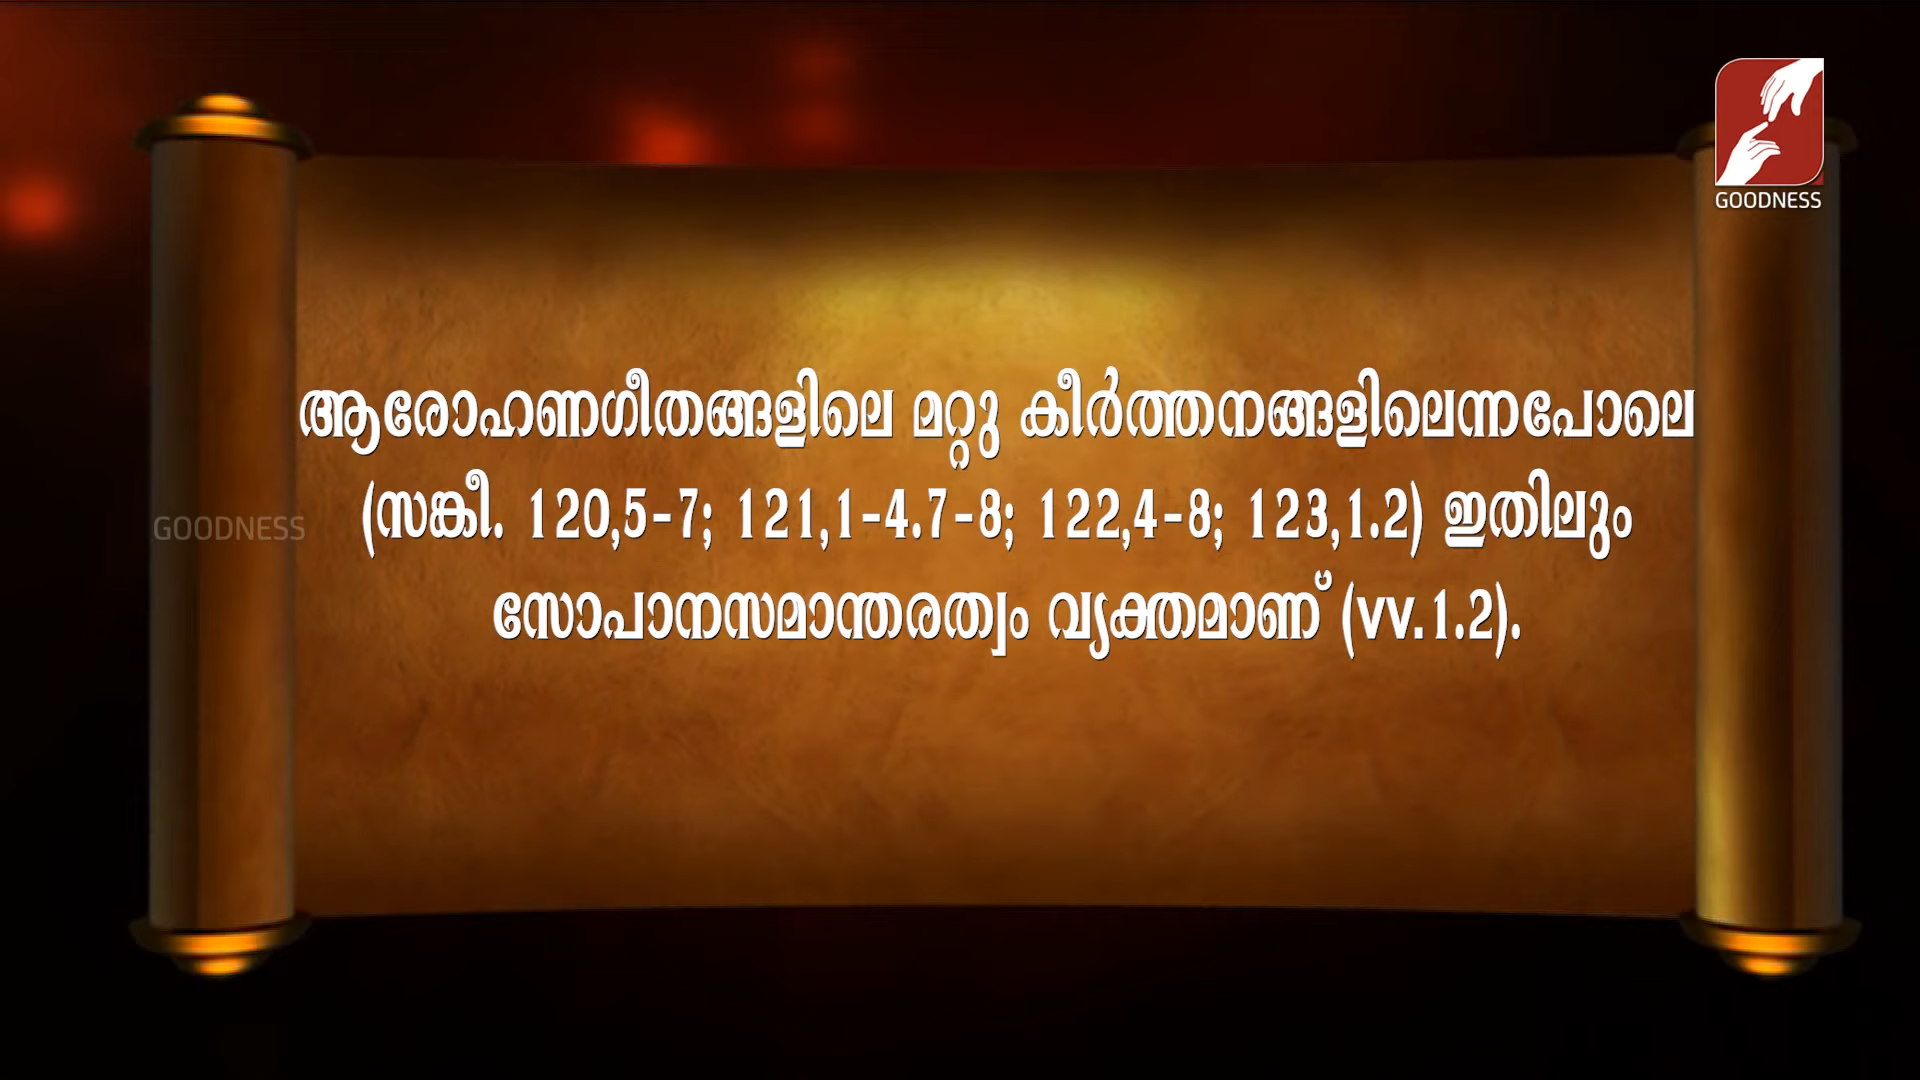 GOODNESS
ആരോഹണഗീതങ്ങളിലെ മറ്റു കീർത്തനങ്ങളിലെന്നപോലെ
(സങ്കീ. 120,5-7; 121,1-4.7-8; 122,4-8; 123,1.2) ഇതിലും
GOODNESS
സോപാനസമാന്തരത്വം വ്യക്തമാണ് (vv.1.2).